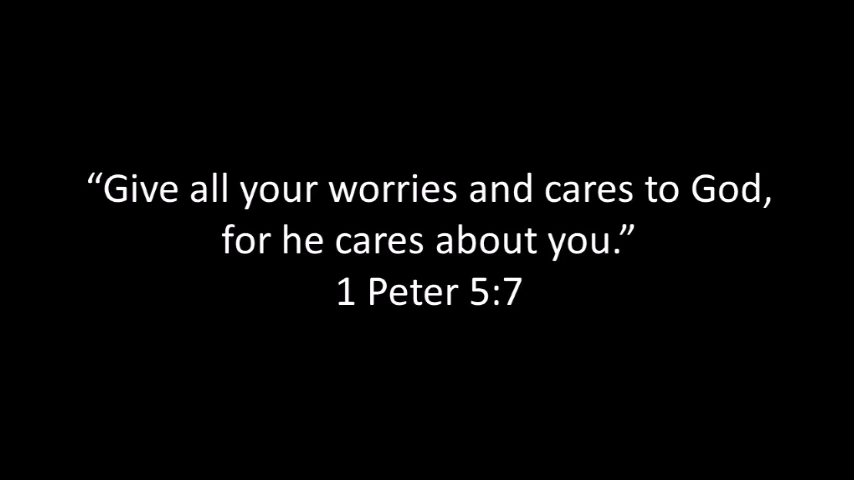 “Give all your worries and cares to God,
for he cares about you.”
1 Peter 5:7